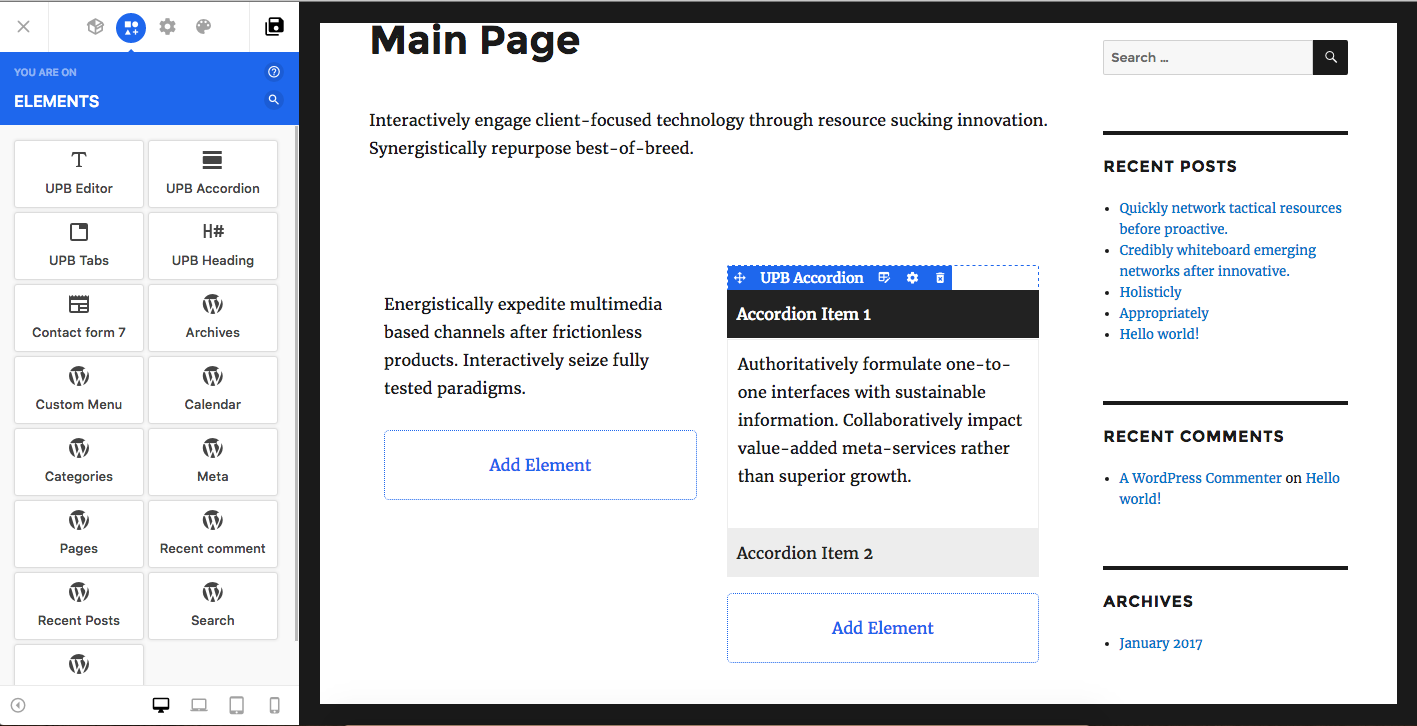 YOU ARE ON
ELEMENTS
UPB Editor
UPB Accordion
UPB Tabs
UPB Heading
H#
Contact form 7
Archives
Custom Menu
Calendar
Categories
Meta
Pages
Recent comment
Recent Posts
Search
Main Page
Interactively engage client-focused technology through resource sucking innovation.
Synergistically repurpose best-of-breed.
Energistically expedite multimedia
based channels after frictionless
products. Interactively seize fully
tested paradigms.
Add Element
UPB Accordion
Accordion Item 1
Authoritatively formulate one-to-
one interfaces with sustainable
information. Collaboratively impact
value-added meta-services rather
than superior growth.
Accordion Item 2
Add Element
Search …
RECENT POSTS
Quickly network tactical resources
before proactive.
Credibly whiteboard emerging
networks after innovative.
Holisticly
Appropriately
Hello world!
RECENT COMMENTS
A WordPress Commenter on Hello
world!
ARCHIVES
January 2017